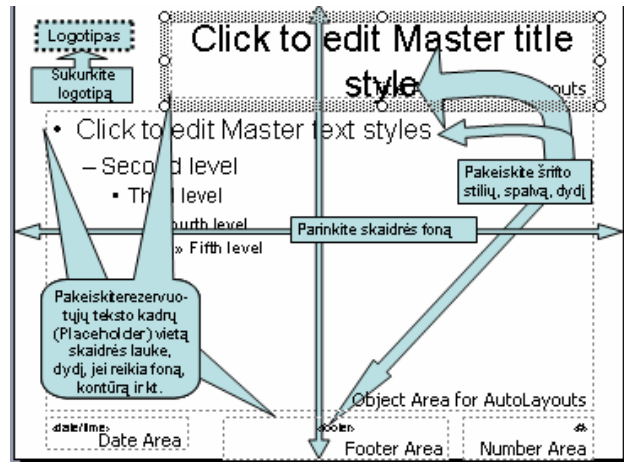 Logotipas
Sukurkite
logotipą
Click to edit Master title
style
outs
• Click to edit Master text styles
– Second level
• Third level
ourth level
» Fifth level
Pakeiskite šrifto
stilių, spalvą, dydį
Parinkite skaidrės foną
Pakeiskiterezervuo-
tųjų teksto kadrų
(Placeholder) vietą
skaidrės lauke,
dydį, jei reikia foną,
kontūrą ir kt.
Object Area for AutoLayouts
<date/time>
Date Area
<footer>
Footer Area
<#>
Number Area